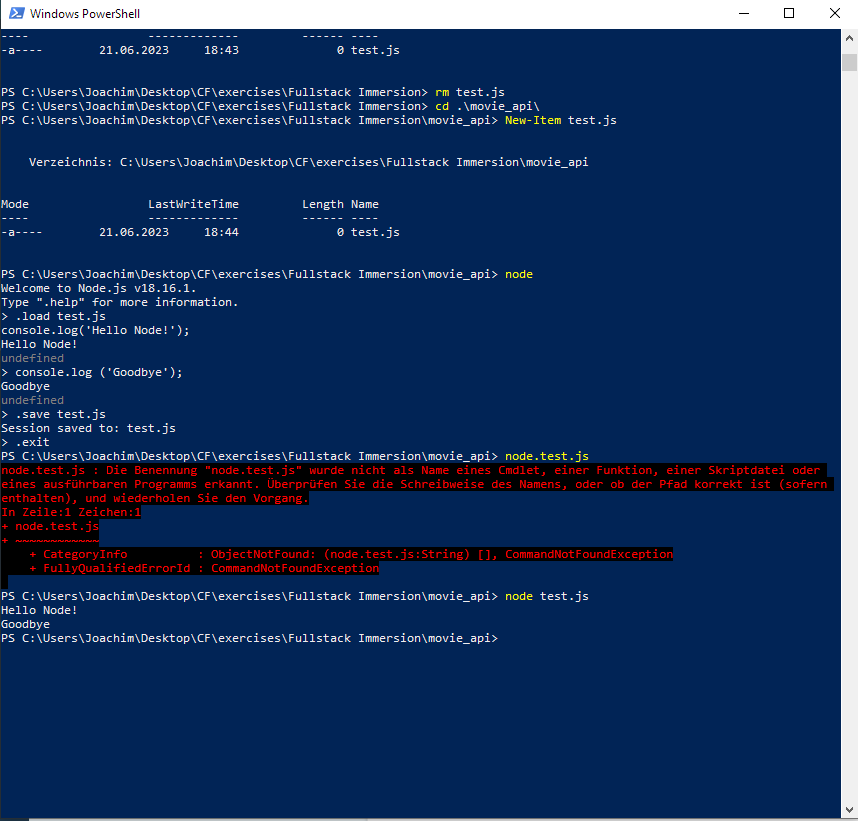 Windows PowerShell
---- ------------- ------ ----
-a---- 21.06.2023 18:43 0 test.js
PS C:\Users\Joachim\Desktop\CF\exercises\Fullstack Immersion> rm test.js
PS C:\Users\Joachim\Desktop\CF\exercises\Fullstack Immersion> cd .\movie_api\
PS C:\Users\Joachim\Desktop\CF\exercises\Fullstack Immersion\movie_api> New-Item test.js
Verzeichnis: C:\Users\Joachim\Desktop\CF\exercises\Fullstack Immersion\movie_api
Mode LastWriteTime Length Name
---- ------------- ------ ----
-a---- 21.06.2023 18:44 0 test.js
PS C:\Users\Joachim\Desktop\CF\exercises\Fullstack Immersion\movie_api> node
Welcome to Node.js v18.16.1.
Type ".help" for more information.
> .load test.js
console.log('Hello Node!');
Hello Node!
undefined
> console.log ('Goodbye');
Goodbye
undefined
> .save test.js
Session saved to: test.js
> .exit
PS C:\Users\Joachim\Desktop\CF\exercises\Fullstack Immersion\movie_api> node.test.js
node.test.js : Die Benennung "node.test.js" wurde nicht als Name eines Cmdlet, einer Funktion, einer Skriptdatei oder
eines ausführbaren Programms erkannt. Überprüfen Sie die Schreibweise des Namens, oder ob der Pfad korrekt ist (sofern
enthalten), und wiederholen Sie den Vorgang.
In Zeile:1 Zeichen:1
+ node.test.js
+ ~~~~~~~~~~~~
+ CategoryInfo : ObjectNotFound: (node.test.js:String) [], CommandNotFoundException
+ FullyQualifiedErrorId : CommandNotFoundException
PS C:\Users\Joachim\Desktop\CF\exercises\Fullstack Immersion\movie_api> node test.js
Hello Node!
Goodbye
PS C:\Users\Joachim\Desktop\CF\exercises\Fullstack Immersion\movie_api>